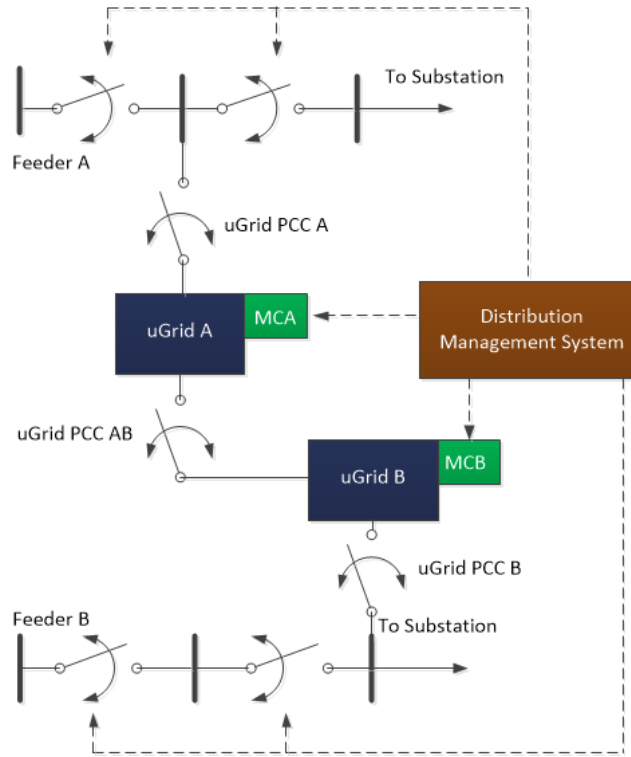 To Substation
Feeder A
uGrid PCC A
uGrid A
MCA
Distribution
Management System
uGrid PCC AB
uGrid B
MCB
uGrid PCC B
Feeder B
To Substation